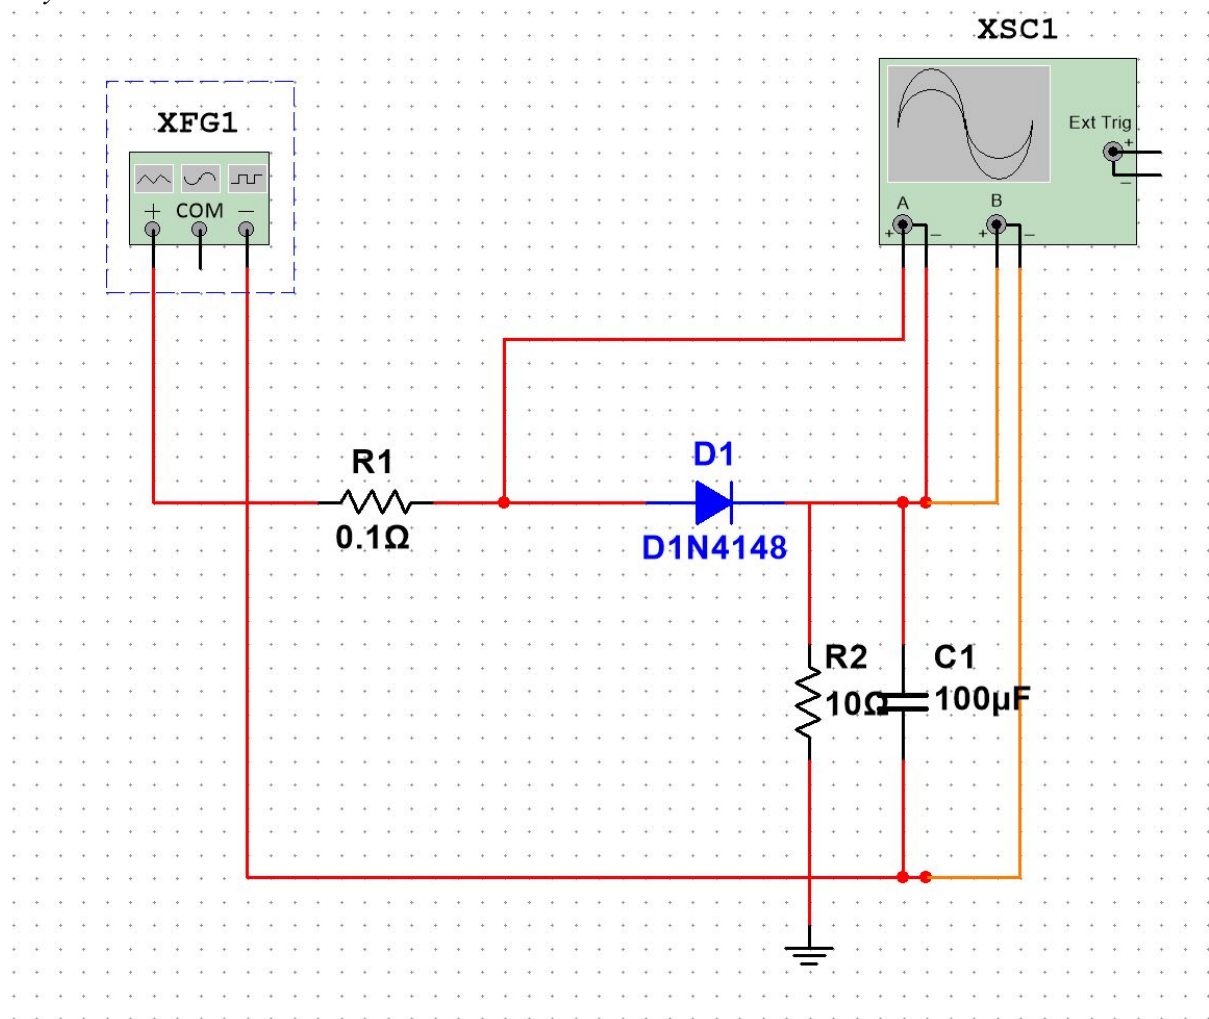 XSC1
XFG1
Ext Trig
+
−
+ COM −
A
B
+ −
+ −
R1
0.1Ω
D1
D1N4148
R2
10Ω
C1
100µF